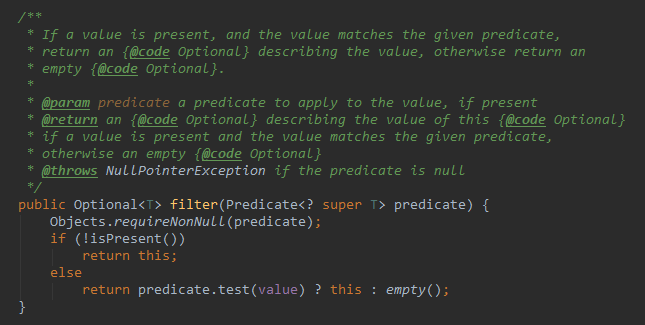 /**
 * If a value is present, and the value matches the given predicate,
 * return an {@code Optional} describing the value, otherwise return an
 * empty {@code Optional}.
 *
 * @param predicate a predicate to apply to the value, if present
 * @return an {@code Optional} describing the value of this {@code Optional}
 * if a value is present and the value matches the given predicate,
 * otherwise an empty {@code Optional}
 * @throws NullPointerException if the predicate is null
 */
public Optional<T> filter(Predicate<? super T> predicate) {
    Objects.requireNonNull(predicate);
    if (!isPresent())
        return this;
    else
        return predicate.test(value) ? this : empty();
}